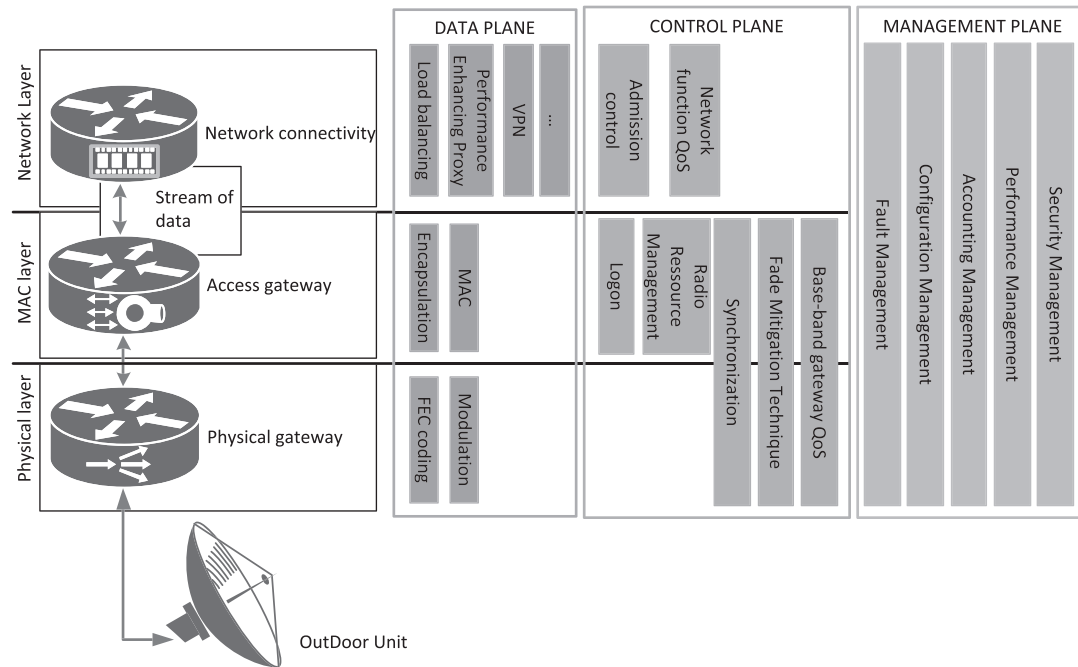 DATA PLANE
CONTROL PLANE
MANAGEMENT PLANE
Network Layer
Network connectivity
Stream of
data
MAC layer
Access gateway
Physical layer
Physical gateway
OutDoor Unit
Load balancing
Performance
Enhancing Proxy
VPN
...
Encapsulation
MAC
FEC coding
Modulation
Admission
control
Network
function QoS
Logon
Radio
Ressource
Management
Synchronization
Fade Mitigation Technique
Base-band gateway QoS
Fault Management
Configuration Management
Accounting Management
Performance Management
Security Management